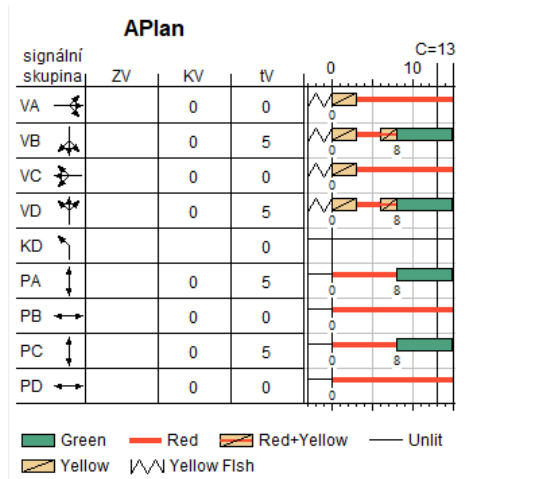 APlan
C=13
signální
skupina ZV KV tV 0 10
VA 0 0
0
VB 0 5
0 8
VC 0 0
0
VD 0 5
0 8
KD 0
PA 0 5
0 8
PB 0 0
0
PC 0 5
0 8
PD 0 0
0
Green Red Red+Yellow Unlit
Yellow Yellow Flsh